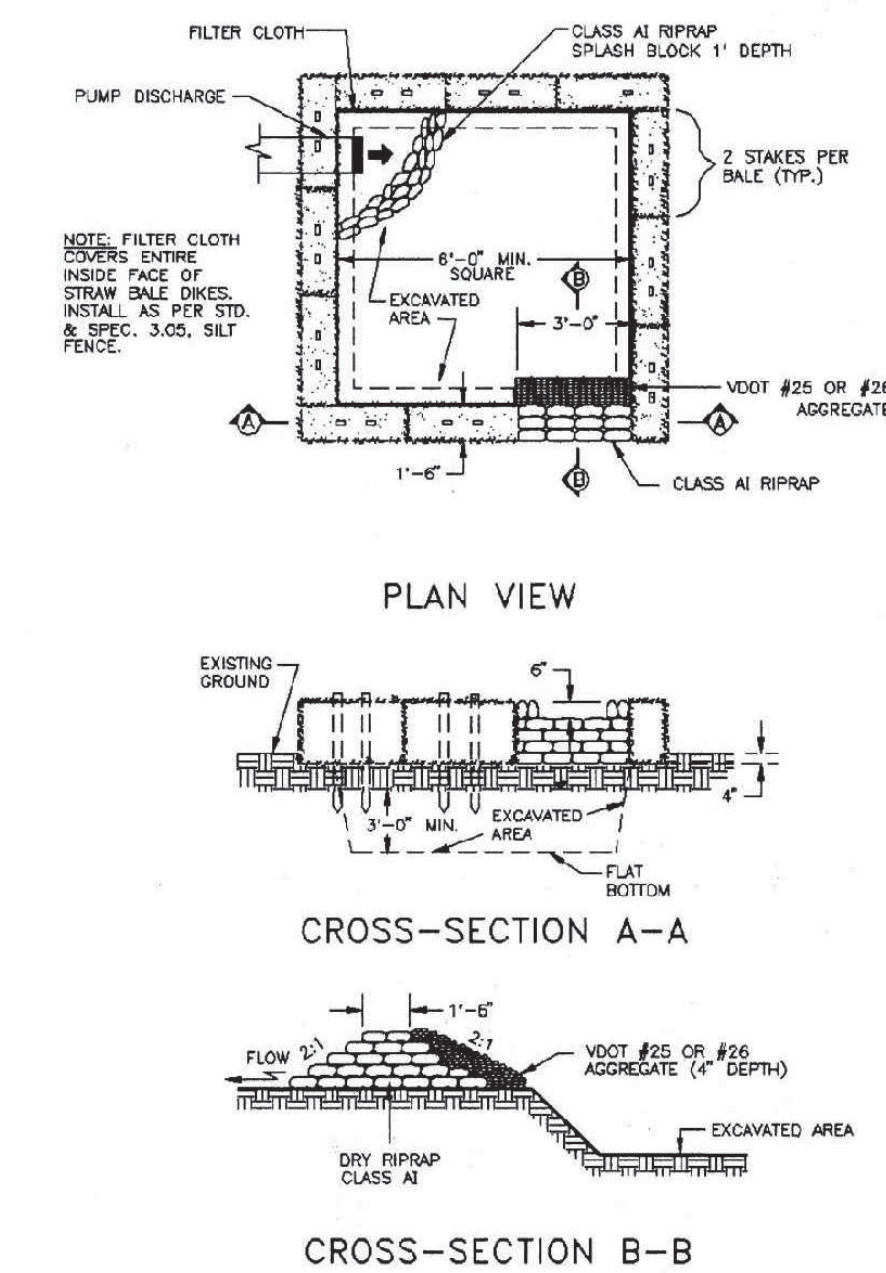 FILTER CLOTH
CLASS AI RIPRAP
SPLASH BLOCK 1' DEPTH
PUMP DISCHARGE
2 STAKES PER
BALE (TYP.)
NOTE: FILTER CLOTH
COVERS ENTIRE
INSIDE FACE OF
STRAW BALE DIKES.
INSTALL AS PER STD.
& SPEC. 3.05, SILT
FENCE.
6'-0" MIN.
SQUARE
B
EXCAVATED
AREA
3'-0"
VDOT #25 OR #26
AGGREGATE
A
A
1'-6"
B
CLASS AI RIPRAP
PLAN VIEW
EXISTING
GROUND
6"
4"
3'-0" MIN.
EXCAVATED
AREA
FLAT
BOTTOM
CROSS-SECTION A-A
1'-6"
FLOW
2:1
2:1
VDOT #25 OR #26
AGGREGATE (4" DEPTH)
EXCAVATED AREA
DRY RIPRAP
CLASS AI
CROSS-SECTION B-B